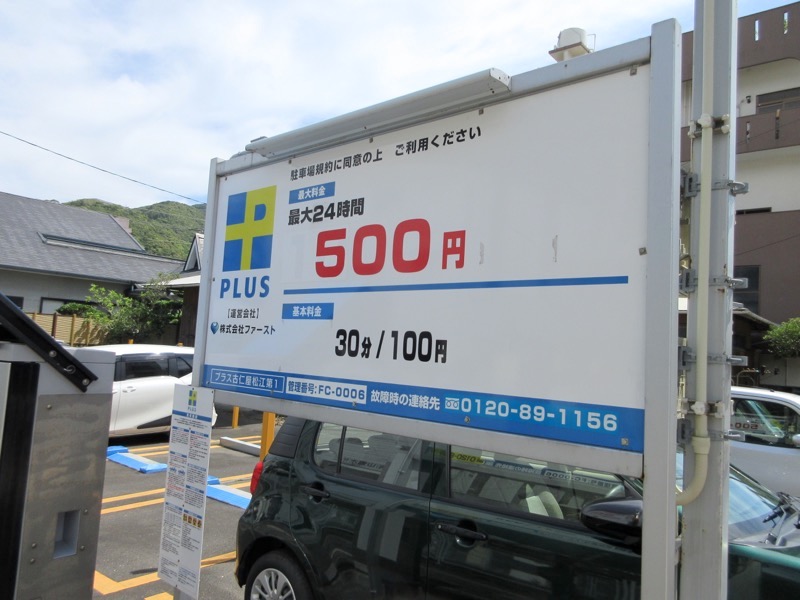 駐車場規約に同意の上 ご利用ください
最大料金
最大24時間
500円
P
PLUS
【運営会社】
株式会社ファースト
基本料金
30分/100円
プラス古仁屋松江第1
管理番号:FC-0006
故障時の連絡先 0120-89-1156
PLUS